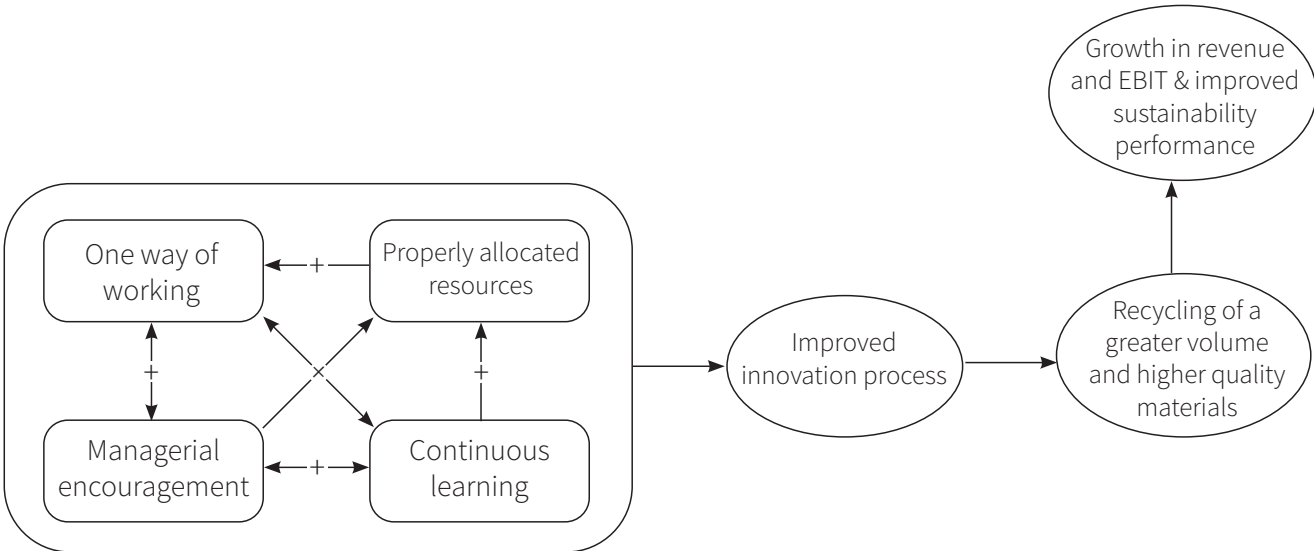 Growth in revenue
and EBIT & improved
sustainability
performance
One way of
working
+
Properly allocated
resources
+
+
Managerial
encouragement
+
Continuous
learning
Improved
innovation process
Recycling of a
greater volume
and higher quality
materials